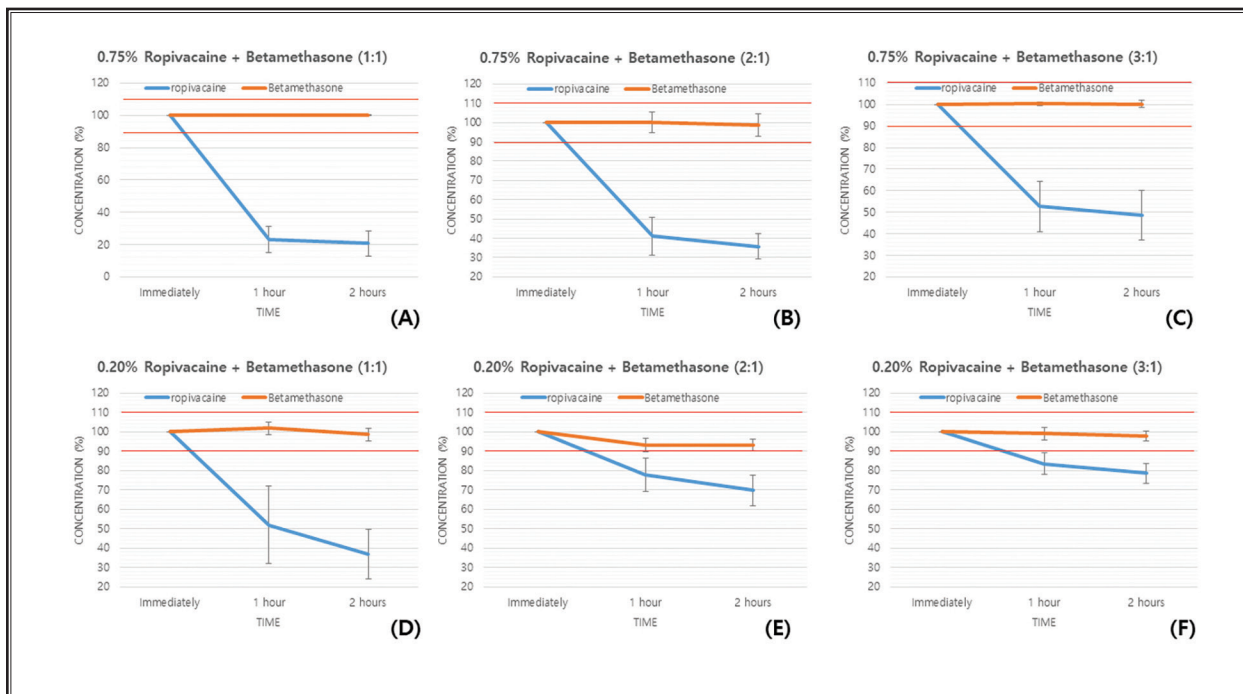 0.75% Ropivacaine + Betamethasone (1:1)
ropivacaine
Betamethasone
CONCENTRATION (%)
120
100
80
60
40
20
0
Immediately
1 hour
2 hours
TIME
(A)
0.75% Ropivacaine + Betamethasone (2:1)
ropivacaine
Betamethasone
CONCENTRATION (%)
120
110
100
90
80
70
60
50
40
30
20
Immediately
1 hour
2 hours
TIME
(B)
0.75% Ropivacaine + Betamethasone (3:1)
ropivacaine
Betamethasone
CONCENTRATION (%)
110
100
90
80
70
60
50
40
30
20
Immediately
1 hour
2 hours
TIME
(C)
0.20% Ropivacaine + Betamethasone (1:1)
ropivacaine
Betamethasone
CONCENTRATION (%)
120
110
100
90
80
70
60
50
40
30
20
Immediately
1 hour
2 hours
TIME
(D)
0.20% Ropivacaine + Betamethasone (2:1)
ropivacaine
Betamethasone
CONCENTRATION (%)
120
110
100
90
80
70
60
50
40
30
20
Immediately
1 hour
2 hours
TIME
(E)
0.20% Ropivacaine + Betamethasone (3:1)
ropivacaine
Betamethasone
CONCENTRATION (%)
120
110
100
90
80
70
60
50
40
30
20
Immediately
1 hour
2 hours
TIME
(F)